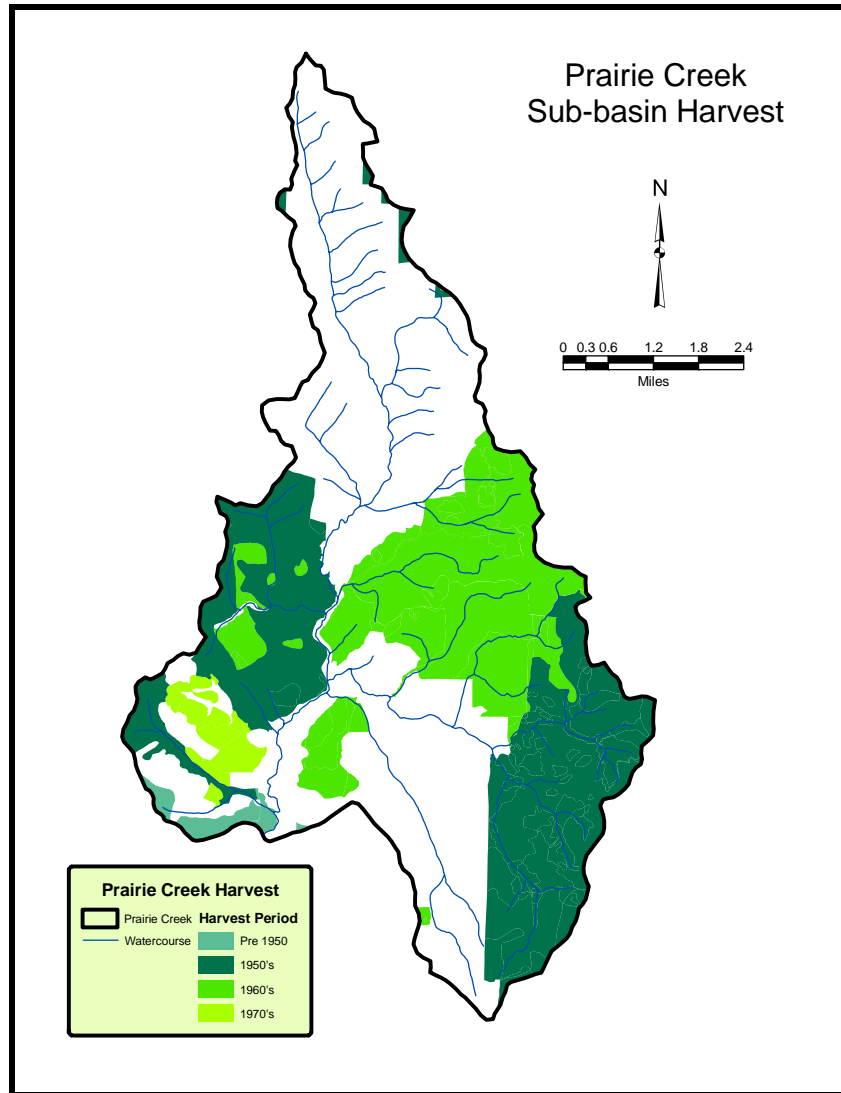 Prairie Creek
Sub-basin Harvest
N
0 0.3 0.6 1.2 1.8 2.4
Miles
Prairie Creek Harvest
Prairie Creek Harvest Period
Watercourse Pre 1950
1950's
1960's
1970's